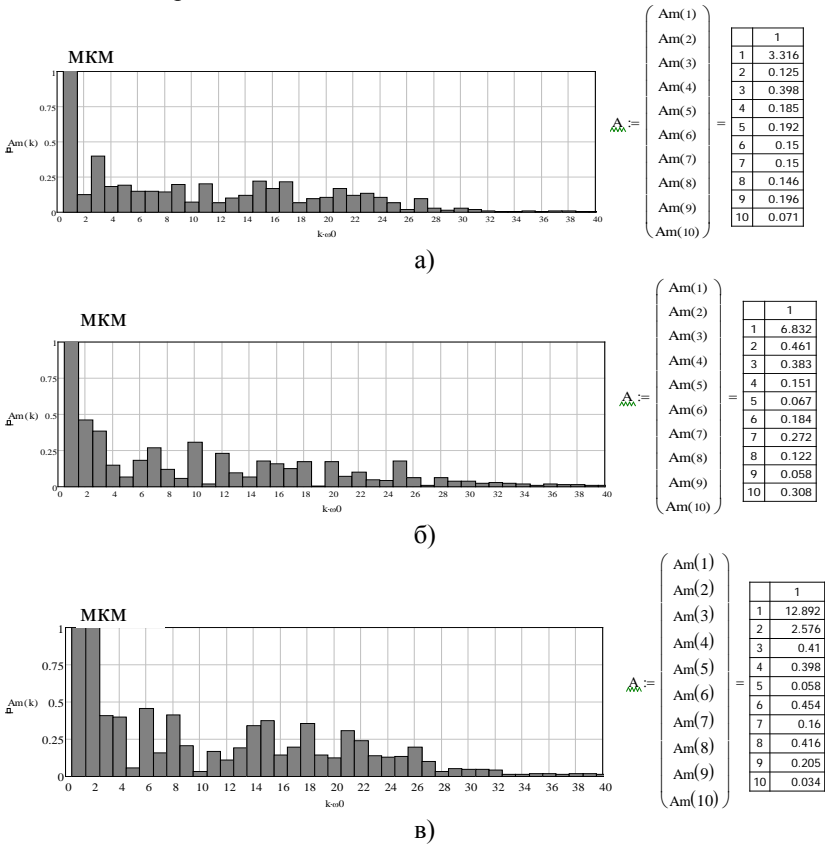 МКМ
1
0.75
Am(k) 0.5
0.25
0
0 2 4 6 8 10 12 14 16 18 20 22 24 26 28 30 32 34 36 38 40
k·ω0
A :=
Am(1)
Am(2)
Am(3)
Am(4)
Am(5)
Am(6)
Am(7)
Am(8)
Am(9)
Am(10)
=
1
1 3.316
2 0.125
3 0.398
4 0.185
5 0.192
6 0.15
7 0.15
8 0.146
9 0.196
10 0.071
а)
МКМ
1
0.75
Am(k) 0.5
0.25
0
0 2 4 6 8 10 12 14 16 18 20 22 24 26 28 30 32 34 36 38 40
k·ω0
A :=
Am(1)
Am(2)
Am(3)
Am(4)
Am(5)
Am(6)
Am(7)
Am(8)
Am(9)
Am(10)
=
1
1 6.832
2 0.461
3 0.383
4 0.151
5 0.067
6 0.184
7 0.272
8 0.122
9 0.058
10 0.308
б)
МКМ
1
0.75
Am(k) 0.5
0.25
0
0 2 4 6 8 10 12 14 16 18 20 22 24 26 28 30 32 34 36 38 40
k·ω0
A :=
Am(1)
Am(2)
Am(3)
Am(4)
Am(5)
Am(6)
Am(7)
Am(8)
Am(9)
Am(10)
=
1
1 12.892
2 2.576
3 0.41
4 0.398
5 0.058
6 0.454
7 0.16
8 0.416
9 0.205
10 0.034
в)